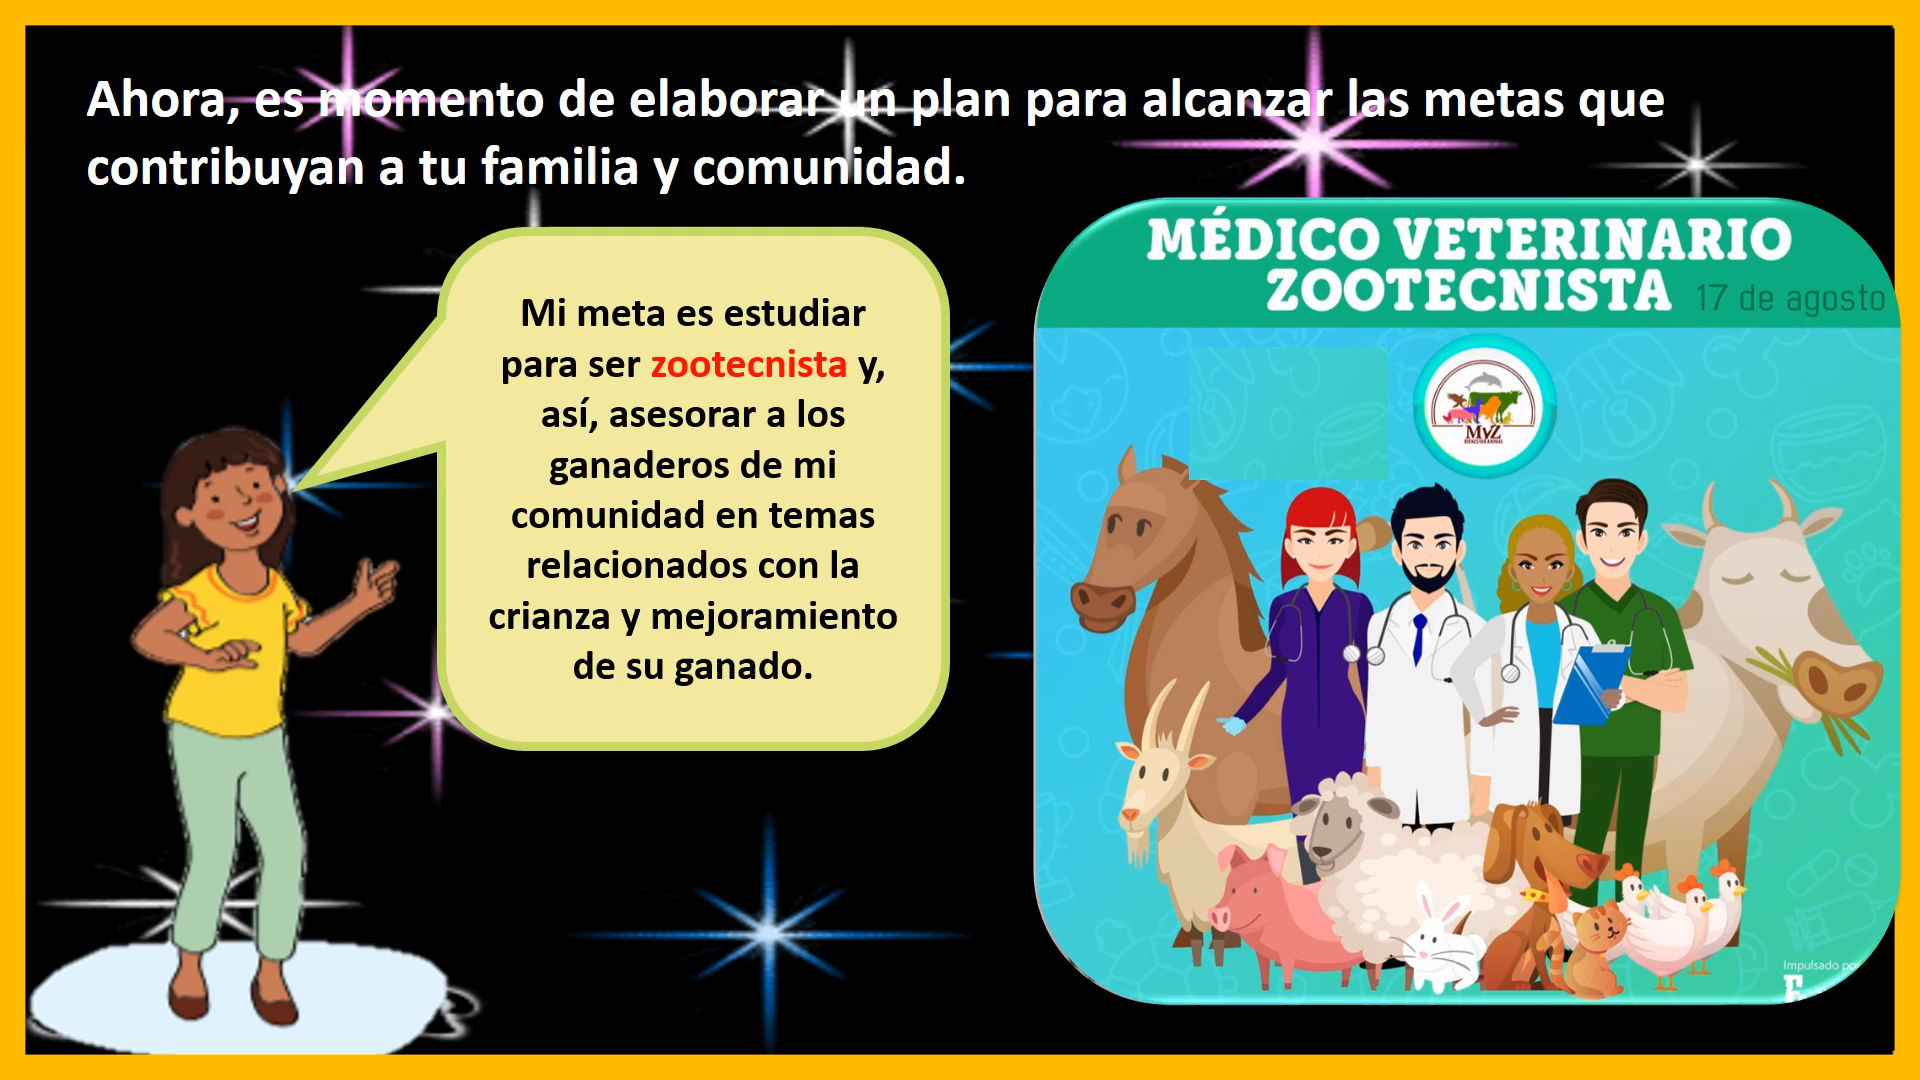 Ahora, es momento de elaborar un plan para alcanzar las metas que
contribuyan a tu familia y comunidad.
Mi meta es estudiar
para ser zootecnista y,
así, asesorar a los
ganaderos de mi
comunidad en temas
relacionados con la
crianza y mejoramiento
de su ganado.
MÉDICO VETERINARIO
ZOOTECNISTA 17 de agosto
MVZ
BIENESTAR ANIMAL
Impulsado por